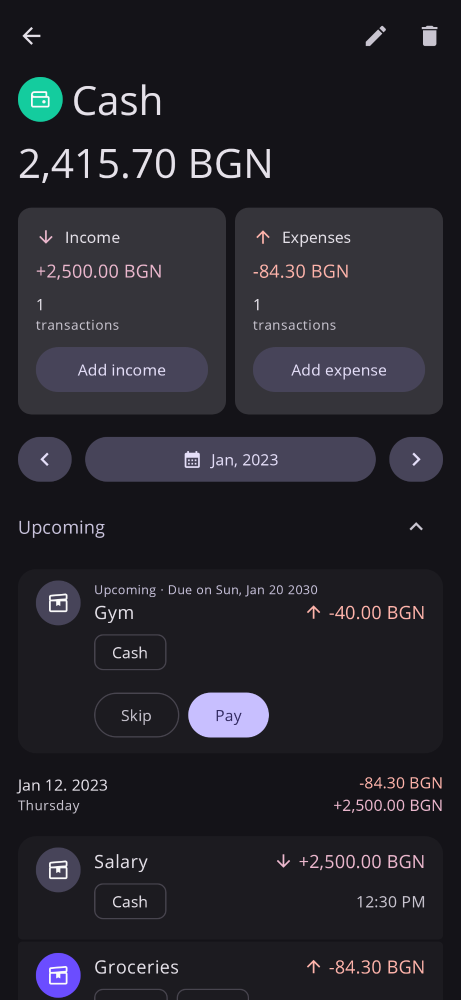 Cash
2,415.70 BGN
Income
+2,500.00 BGN
1
transactions
Add income
Expenses
-84.30 BGN
1
transactions
Add expense
Jan, 2023
Upcoming
Upcoming · Due on Sun, Jan 20 2030
Gym
-40.00 BGN
Cash
Skip
Pay
Jan 12. 2023
-84.30 BGN
Thursday
+2,500.00 BGN
Salary
+2,500.00 BGN
Cash
12:30 PM
Groceries
-84.30 BGN